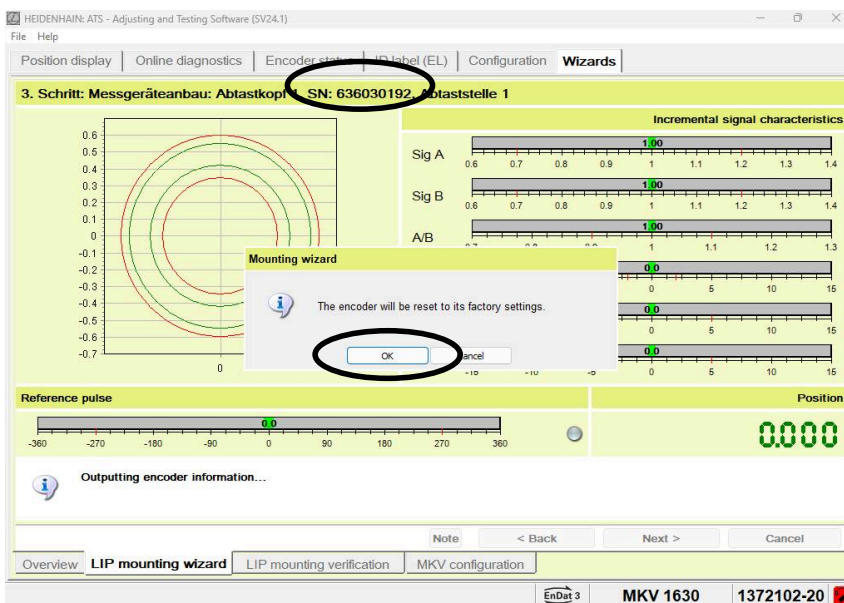 HEIDENHAIN: ATS - Adjusting and Testing Software (SV24.1)
File Help
Position display Online diagnostics Encoder status ID label (EL) Configuration Wizards
3. Schritt: Messgeräteanbau: Abtastkopf 1, SN: 636030192, Abtaststelle 1
Incremental signal characteristics
0.6
0.5
0.4
0.3
0.2
0.1
0
-0.1
-0.2
-0.3
-0.4
-0.5
-0.6
-0.7
0
Sig A
1.00
0.6 0.7 0.8 0.9 1 1.1 1.2 1.3 1.4
Sig B
1.00
0.6 0.7 0.8 0.9 1 1.1 1.2 1.3 1.4
A/B
1.00
1 1.1 1.2 1.3
0.0
0 5 10 15
0.0
0 5 10 15
0.0
-15 -10 -5 0 5 10 15
Mounting wizard
The encoder will be reset to its factory settings.
OK Cancel
Reference pulse
Position
0.0
-360 -270 -180 -90 0 90 180 270 360
0.000
Outputting encoder information...
Note < Back Next > Cancel
Overview LIP mounting wizard LIP mounting verification MKV configuration
EnDat 3 MKV 1630 1372102-20